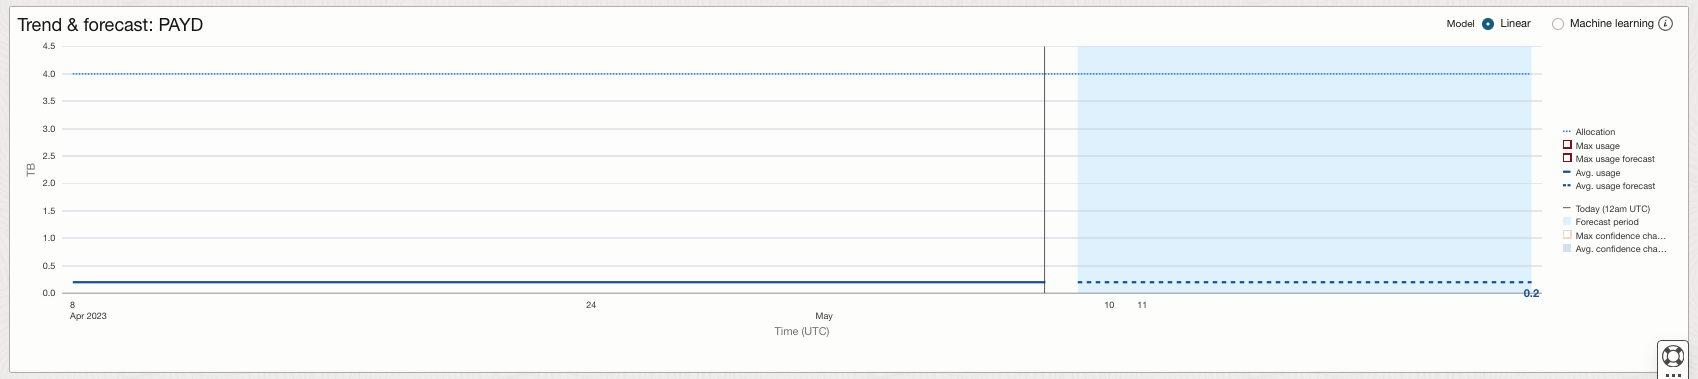 Trend & forecast: PAYD
Model Linear Machine learning i
4.5
4.0
3.5
3.0
2.5
2.0
1.5
1.0
0.5
0.0
TB
0.2
8 24 10 11
Apr 2023 May
Time (UTC)
Allocation
Max usage
Max usage forecast
Avg. usage
Avg. usage forecast
Today (12am UTC)
Forecast period
Max confidence cha...
Avg. confidence cha...